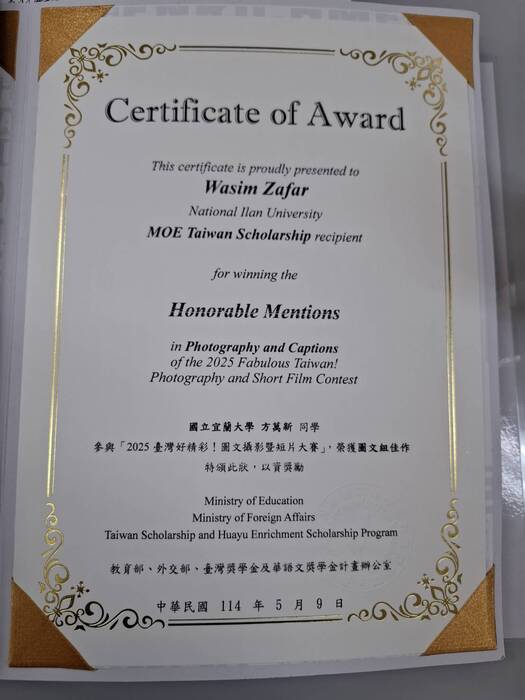 Certificate of Award
This certificate is proudly presented to
Wasim Zafar
National Ilan University
MOE Taiwan Scholarship recipient
for winning the
Honorable Mentions
in Photography and Captions
of the 2025 Fabulous Taiwan!
Photography and Short Film Contest
國立宜蘭大學 方萬新 同學
參與「2025 臺灣好精彩！圖文攝影暨短片大賽」，榮獲圖文組佳作
特頒此狀，以資獎勵
Ministry of Education
Ministry of Foreign Affairs
Taiwan Scholarship and Huayu Enrichment Scholarship Program
教育部、外交部、臺灣獎學金及華語文獎學金計畫辦公室
中華民國 114 年 5 月 9 日